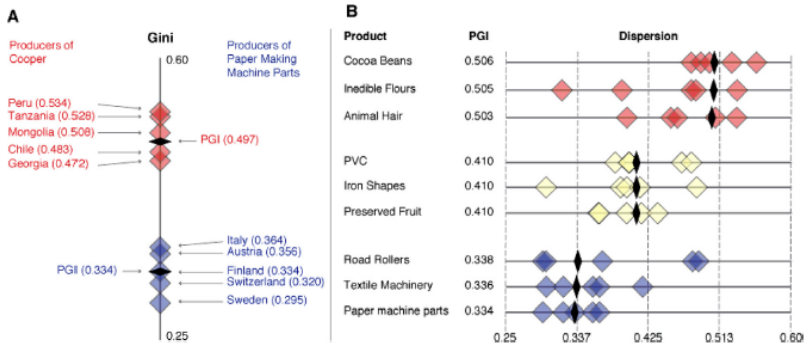 A
Gini
Producers of
Cooper
Producers of
Paper Making
Machine Parts
0.60
Peru (0.534)
Tanzania (0.528)
Mongolia (0.508)
PGI (0.497)
Chile (0.483)
Georgia (0.472)
Italy (0.364)
Austria (0.356)
PGII (0.334)
Finland (0.334)
Switzerland (0.320)
Sweden (0.295)
0.25
B
Product PGI Dispersion
Cocoa Beans 0.506
Inedible Flours 0.505
Animal Hair 0.503
PVC 0.410
Iron Shapes 0.410
Preserved Fruit 0.410
Road Rollers 0.338
Textile Machinery 0.336
Paper machine parts 0.334
0.25 0.337 0.425 0.513 0.600